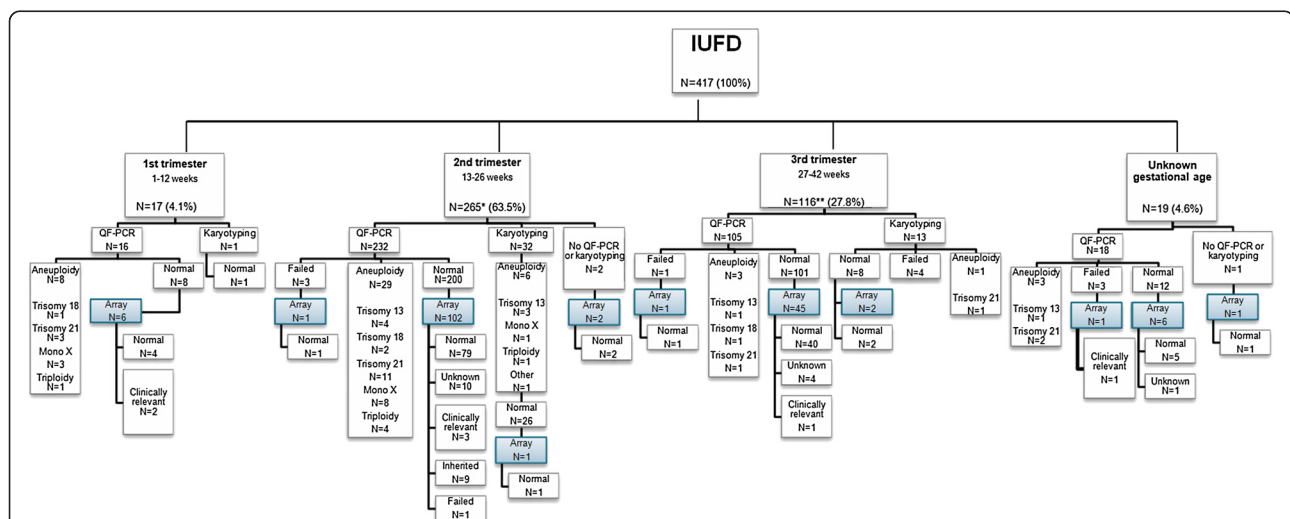 IUFD
N=417 (100%)
1st trimester
1-12 weeks
N=17 (4.1%)
QF-PCR
N=16
Karyotyping
N=1
Aneuploidy
N=8
Trisomy 18
N=1
Trisomy 21
N=3
Mono X
N=3
Triploidy
N=1
Normal
N=8
Normal
N=1
Array
N=6
Normal
N=4
Clinically
relevant
N=2
2nd trimester
13-26 weeks
N=265* (63.5%)
QF-PCR
N=232
Karyotyping
N=32
No QF-PCR
or karyotyping
N=2
Failed
N=3
Array
N=1
Normal
N=1
Aneuploidy
N=29
Trisomy 13
N=4
Trisomy 18
N=2
Trisomy 21
N=11
Mono X
N=8
Triploidy
N=4
Normal
N=200
Array
N=102
Normal
N=79
Unknown
N=10
Clinically
relevant
N=3
Inherited
N=9
Failed
N=1
Aneuploidy
N=6
Trisomy 13
N=3
Mono X
N=1
Triploidy
N=1
Other
N=1
Normal
N=26
Array
N=1
Normal
N=1
Array
N=2
Normal
N=2
3rd trimester
27-42 weeks
N=116** (27.8%)
QF-PCR
N=105
Karyotyping
N=13
Failed
N=1
Array
N=1
Normal
N=1
Aneuploidy
N=3
Trisomy 13
N=1
Trisomy 18
N=1
Trisomy 21
N=1
Normal
N=101
Array
N=45
Normal
N=40
Unknown
N=4
Clinically
relevant
N=1
Normal
N=8
Array
N=2
Normal
N=2
Failed
N=4
Aneuploidy
N=1
Trisomy 21
N=1
Unknown
gestational age
N=19 (4.6%)
QF-PCR
N=18
No QF-PCR or
karyotyping
N=1
Aneuploidy
N=3
Trisomy 13
N=1
Trisomy 21
N=2
Failed
N=3
Array
N=1
Clinically
relevant
N=1
Normal
N=12
Array
N=6
Normal
N=5
Unknown
N=1
Array
N=1
Normal
N=1